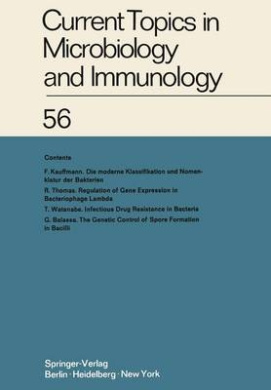 Current Topics in
Microbiology
and Immunology
56
Contents
F. Kauffmann. Die moderne Klassifikation und Nomen-
klatur der Bakterien
R. Thomas. Regulation of Gene Expression in
Bacteriophage Lambda
T. Watanabe. Infectious Drug Resistance in Bacteria
G. Balassa. The Genetic Control of Spore Formation
in Bacilli
Springer-Verlag
Berlin · Heidelberg · New York